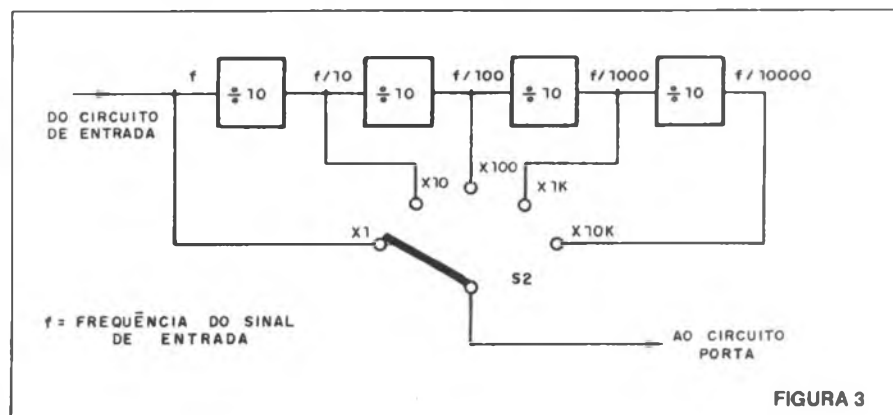 f
÷ 10
f/10
÷ 10
f/100
÷ 10
f/1000
÷ 10
f/10000
DO CIRCUITO
DE ENTRADA
X10
X100
X1K
X1
X10K
S2
f = FREQUÊNCIA DO SINAL
DE ENTRADA
AO CIRCUITO
PORTA
FIGURA 3